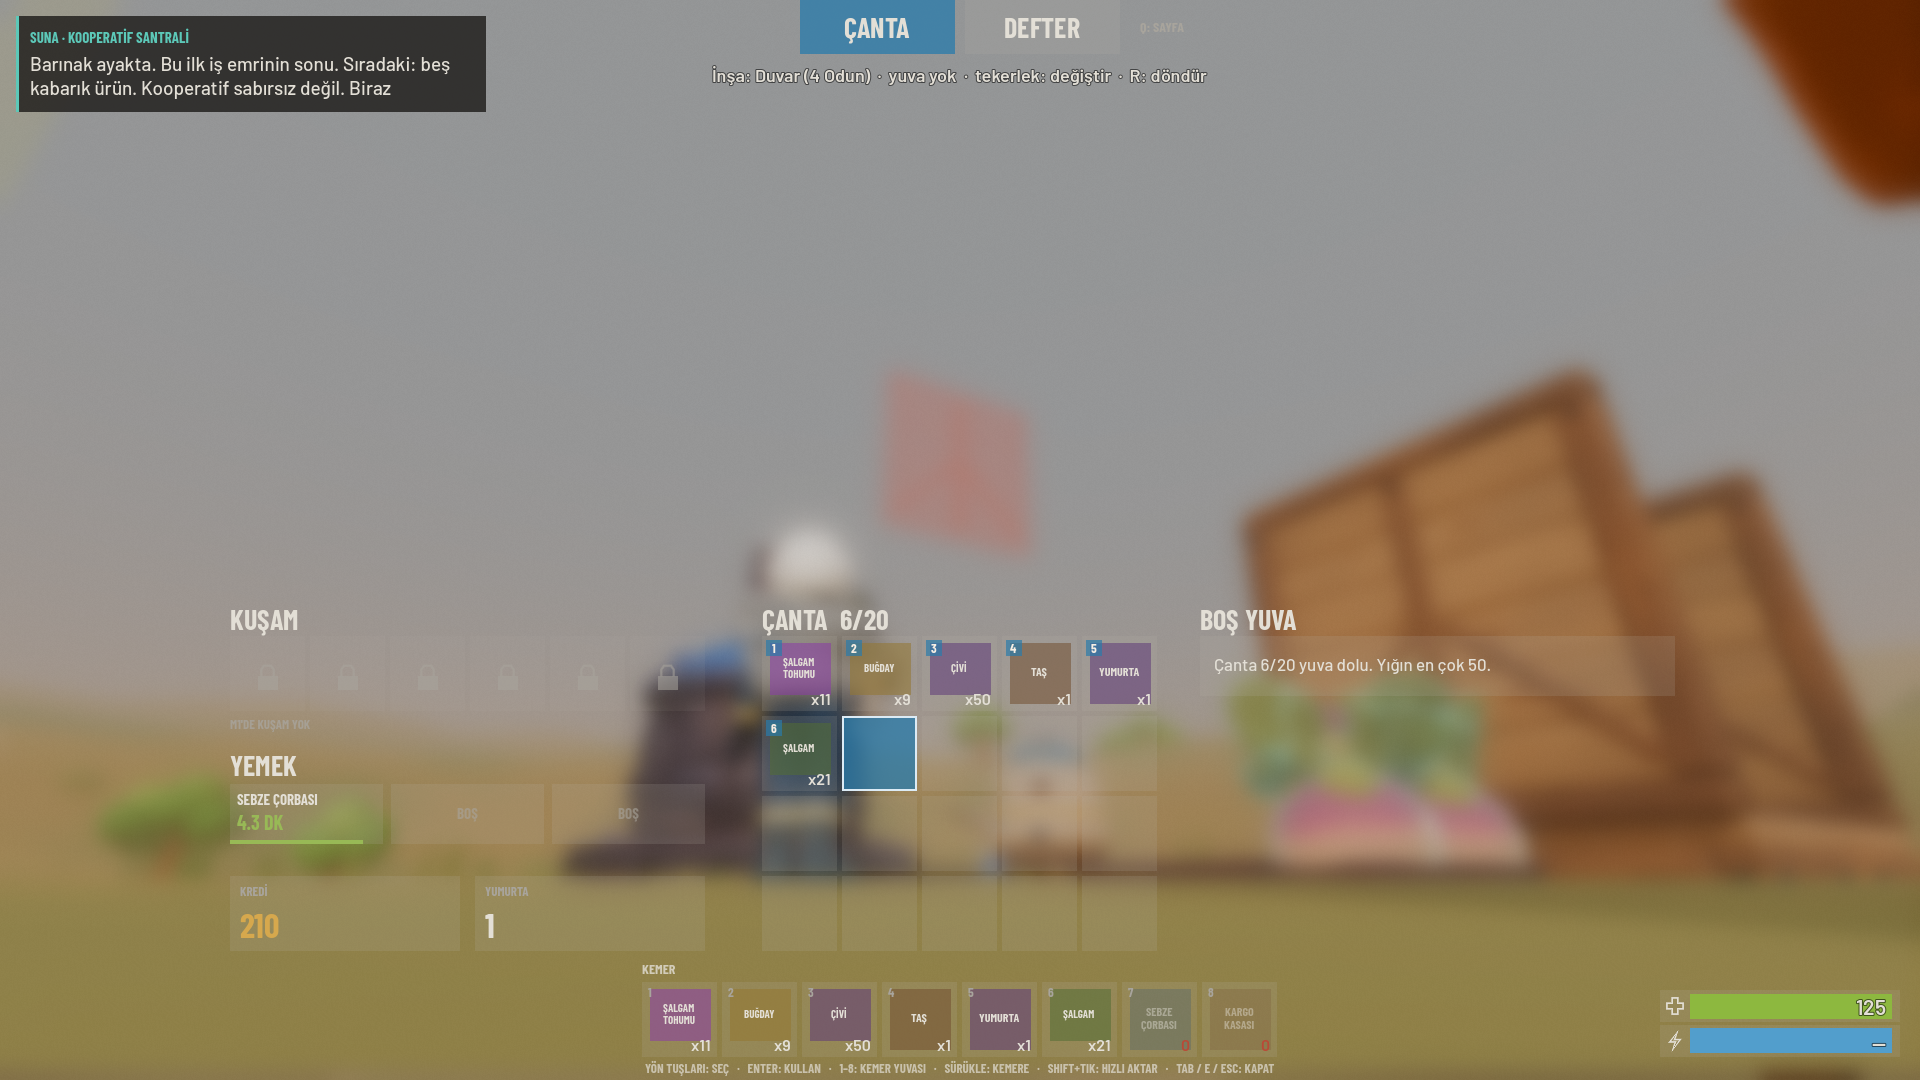 SUNA · KOOPERATİF SANTRALİ
Barınak ayakta. Bu ilk iş emrinin sonu. Sıradaki: beş
kabarık ürün. Kooperatif sabırsız değil. Biraz
ÇANTA
DEFTER
Q: SAYFA
İnşa: Duvar (4 Odun) · yuva yok · tekerlek: değiştir · R: döndür
KUŞAM
MT'DE KUŞAM YOK
YEMEK
SEBZE ÇORBASI
4.3 DK
BOŞ
BOŞ
KREDİ
210
YUMURTA
1
ÇANTA 6/20
1 ŞALGAM TOHUMU x11
2 BUĞDAY x9
3 ÇİVİ x50
4 TAŞ x1
5 YUMURTA x1
6 ŞALGAM x21
BOŞ YUVA
Çanta 6/20 yuva dolu. Yığın en çok 50.
KEMER
1 ŞALGAM TOHUMU x11
2 BUĞDAY x9
3 ÇİVİ x50
4 TAŞ x1
5 YUMURTA x1
6 ŞALGAM x21
7 SEBZE ÇORBASI 0
8 KARGO KASASI 0
YÖN TUŞLARI: SEÇ · ENTER: KULLAN · 1-8: KEMER YUVASI · SÜRÜKLE: KEMERE · SHIFT+TIK: HIZLI AKTAR · TAB / E / ESC: KAPAT
125
—